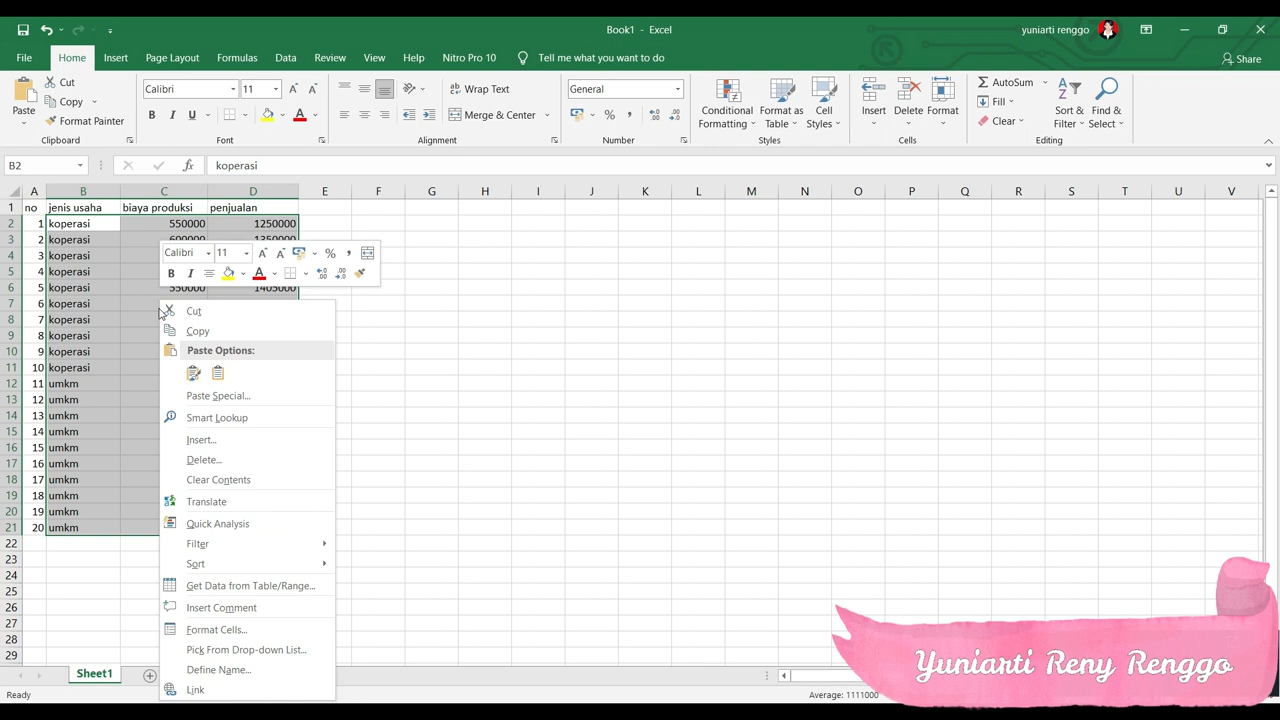 Book1 - Excel
yuniarti renggo
File Home Insert Page Layout Formulas Data Review View Help Nitro Pro 10 Tell me what you want to do Share
Paste
Cut
Copy
Format Painter
Clipboard
Calibri 11
B I U
Font
Wrap Text
Merge & Center
Alignment
General
Number
Conditional Formatting
Format as Table
Cell Styles
Styles
Insert Delete Format
Cells
AutoSum
Fill
Clear
Sort & Filter
Find & Select
Editing
B2 fx koperasi
A B C D E F G H I J K L M N O P Q R S T U V
1 no jenis usaha biaya produksi penjualan
2 1 koperasi 550000 1250000
3 2 koperasi 600000 1350000
4 3 koperasi
5 4 koperasi
6 5 koperasi 550000 1405000
7 6 koperasi
8 7 koperasi
9 8 koperasi
10 9 koperasi
11 10 koperasi
12 11 umkm
13 12 umkm
14 13 umkm
15 14 umkm
16 15 umkm
17 16 umkm
18 17 umkm
19 18 umkm
20 19 umkm
21 20 umkm
22
23
24
25
26
27
28
29
Calibri 11
B I A
Cut
Copy
Paste Options:
Paste Special...
Smart Lookup
Insert...
Delete...
Clear Contents
Translate
Quick Analysis
Filter
Sort
Get Data from Table/Range...
Insert Comment
Format Cells...
Pick From Drop-down List...
Define Name...
Link
Sheet1
Ready
Average: 1111000
Yuniarti Reny Renggo